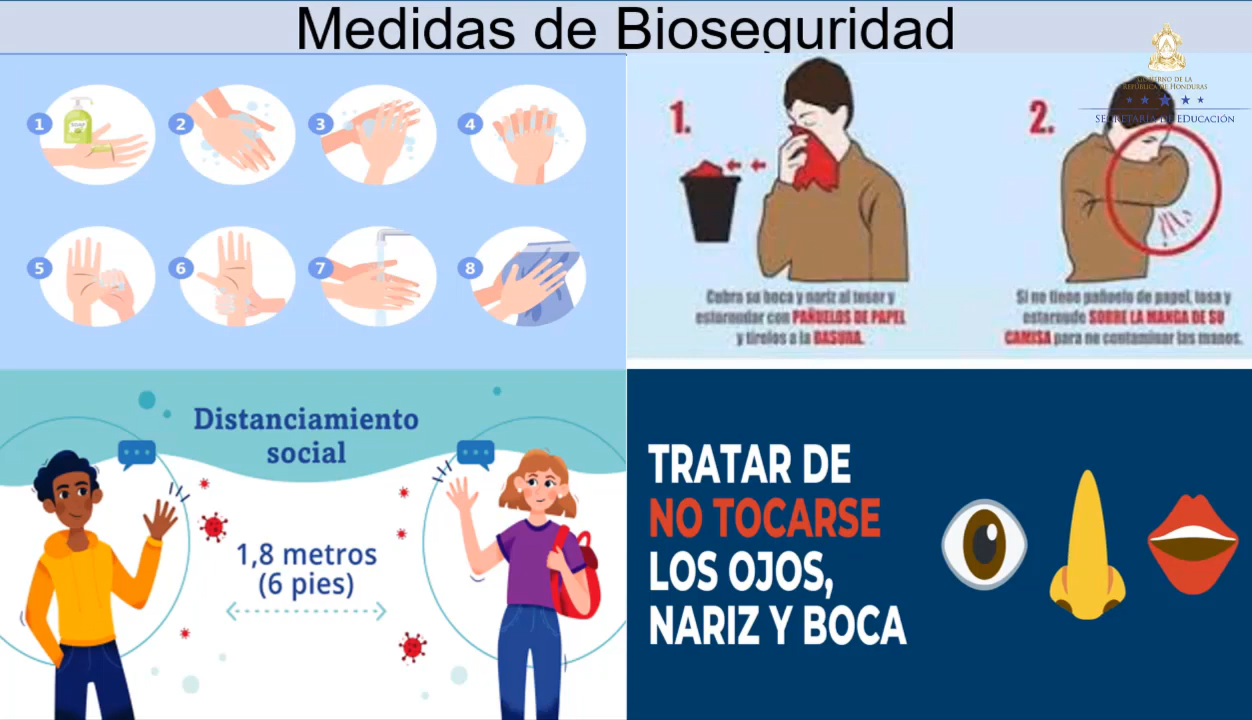 Medidas de Bioseguridad
GOBIERNO DE LA
REPÚBLICA DE HONDURAS
SECRETARÍA DE EDUCACIÓN
1
2
3
4
5
6
7
8
1.
Cubra su boca y nariz al toser y
estornudar con PAÑUELOS DE PAPEL
y tírelos a la BASURA.
2.
Si no tiene pañuelo de papel, tosa y
estornude SOBRE LA MANGA DE SU
CAMISA para no contaminar las manos.
Distanciamiento
social
1,8 metros
(6 pies)
TRATAR DE
NO TOCARSE
LOS OJOS,
NARIZ Y BOCA